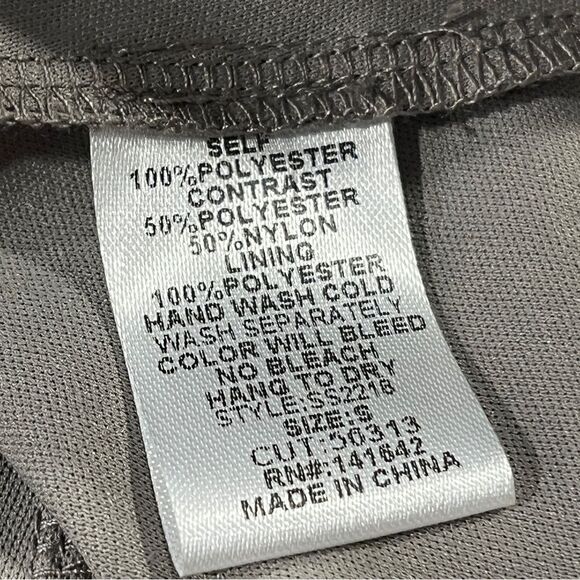 SELF
100%POLYESTER
CONTRAST
50%POLYESTER
50%NYLON
LINING
100%POLYESTER
HAND WASH COLD
WASH SEPARATELY
COLOR WILL BLEED
NO BLEACH
HANG TO DRY
STYLE:SS2218
SIZE:S
CUT:50313
RN#:141642
MADE IN CHINA